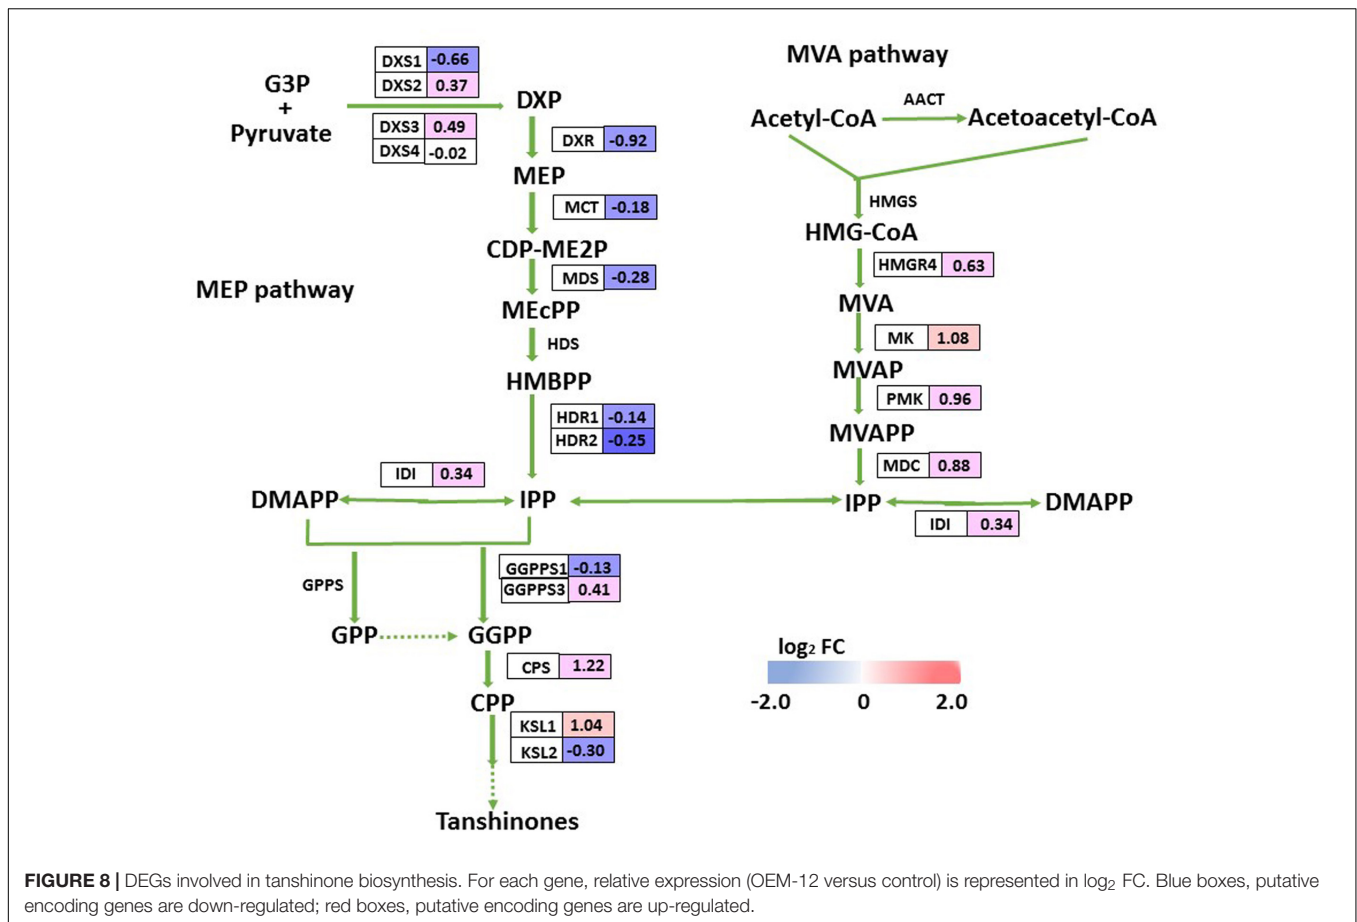 MVA pathway
DXS1 -0.66
DXS2 0.37
G3P
+
Pyruvate
DXS3 0.49
DXS4 -0.02
DXP
DXR -0.92
MEP
MCT -0.18
CDP-ME2P
MDS -0.28
MEP pathway
MEcPP
HDS
HMBPP
HDR1 -0.14
HDR2 -0.25
IDI 0.34
DMAPP
IPP
Acetyl-CoA
AACT
Acetoacetyl-CoA
HMGS
HMG-CoA
HMGR4 0.63
MVA
MK 1.08
MVAP
PMK 0.96
MVAPP
MDC 0.88
IPP
DMAPP
IDI 0.34
GPPS
GGPPS1 -0.13
GGPPS3 0.41
GPP
GGPP
CPS 1.22
CPP
KSL1 1.04
KSL2 -0.30
Tanshinones
log₂ FC
-2.0 0 2.0
FIGURE 8 | DEGs involved in tanshinone biosynthesis. For each gene, relative expression (OEM-12 versus control) is represented in log₂ FC. Blue boxes, putative
encoding genes are down-regulated; red boxes, putative encoding genes are up-regulated.